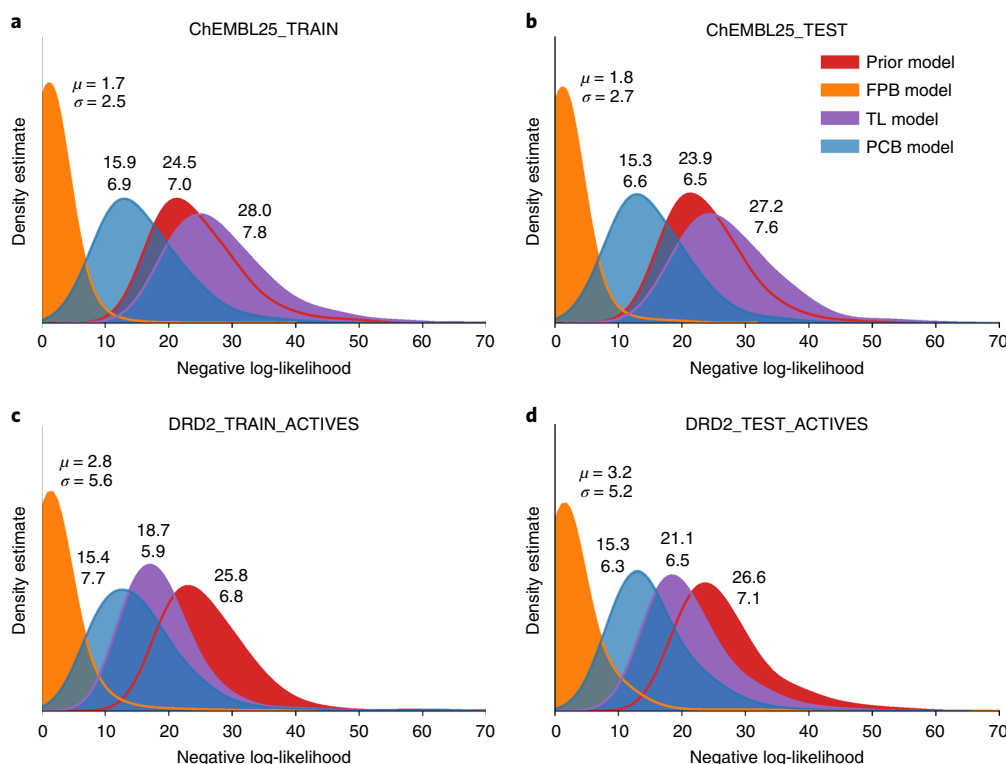 a
ChEMBL25_TRAIN
Density estimate
μ = 1.7
σ = 2.5
15.9
6.9
24.5
7.0
28.0
7.8
0 10 20 30 40 50 60 70
Negative log-likelihood
b
ChEMBL25_TEST
Density estimate
μ = 1.8
σ = 2.7
15.3
6.6
23.9
6.5
27.2
7.6
Prior model
FPB model
TL model
PCB model
0 10 20 30 40 50 60 70
Negative log-likelihood
c
DRD2_TRAIN_ACTIVES
Density estimate
μ = 2.8
σ = 5.6
15.4
7.7
18.7
5.9
25.8
6.8
0 10 20 30 40 50 60 70
Negative log-likelihood
d
DRD2_TEST_ACTIVES
Density estimate
μ = 3.2
σ = 5.2
15.3
6.3
21.1
6.5
26.6
7.1
0 10 20 30 40 50 60 70
Negative log-likelihood